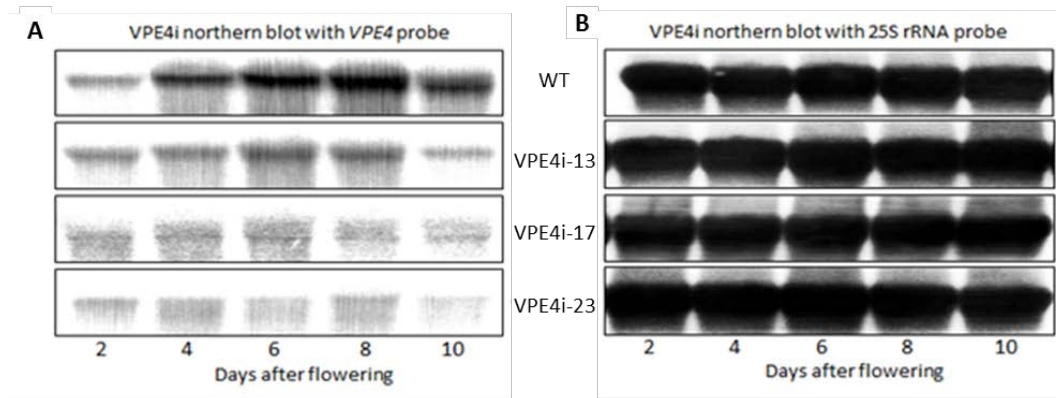 A
VPE4i northern blot with VPE4 probe
B
VPE4i northern blot with 25S rRNA probe
WT
VPE4i-13
VPE4i-17
VPE4i-23
2 4 6 8 10
Days after flowering
2 4 6 8 10
Days after flowering